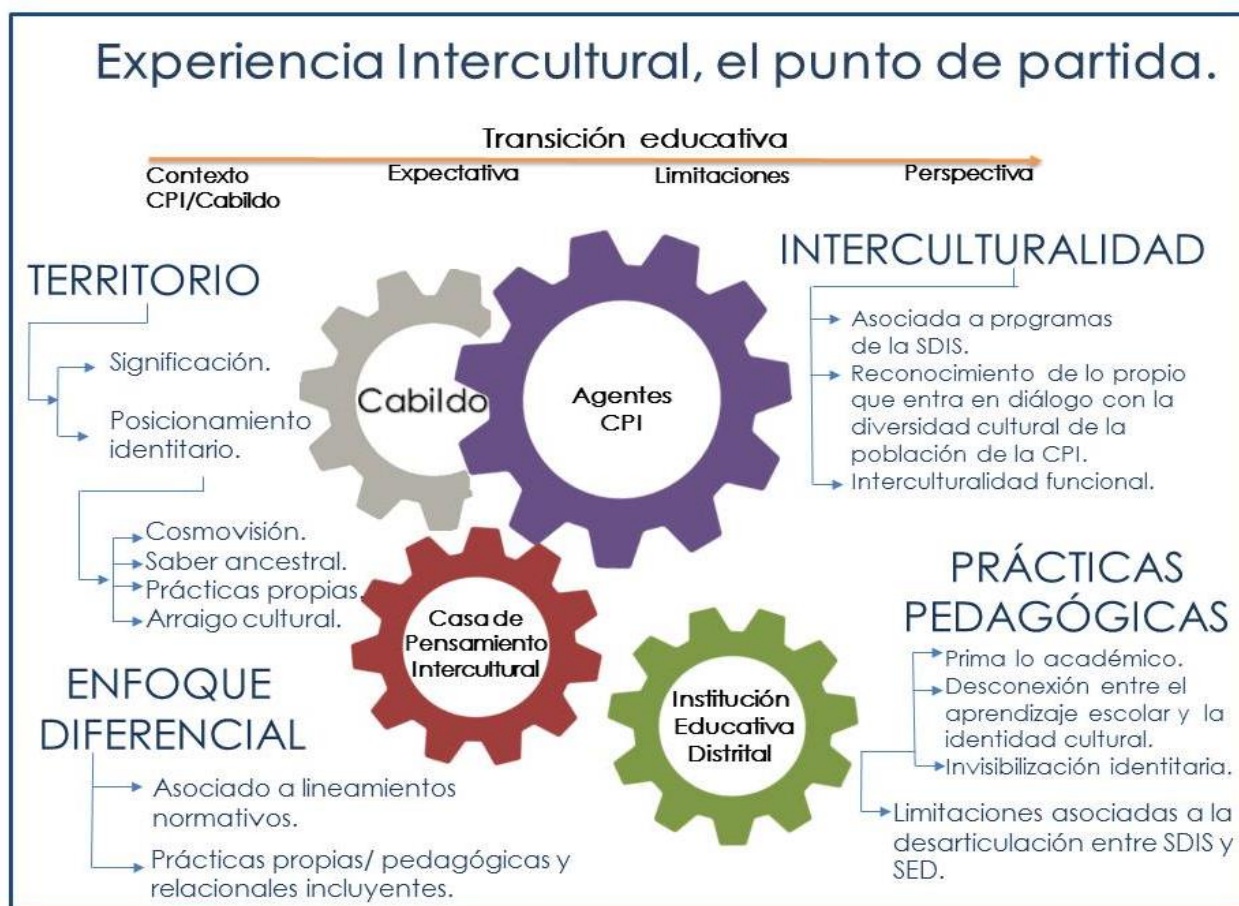 Experiencia Intercultural, el punto de partida.
Transición educativa
Contexto
CPI/Cabildo
Expectativa
Limitaciones
Perspectiva
TERRITORIO
Significación.
Posicionamiento
identitario.
Cosmovisión.
Saber ancestral.
Prácticas propias.
Arraigo cultural.
ENFOQUE
DIFERENCIAL
Asociado a lineamientos
normativos.
Prácticas propias/ pedagógicas y
relacionales incluyentes.
Cabildo
Agentes
CPI
Casa de
Pensamiento
Intercultural
Institución
Educativa
Distrital
INTERCULTURALIDAD
Asociada a programas
de la SDIS.
Reconocimiento de lo propio
que entra en diálogo con la
diversidad cultural de la
población de la CPI.
Interculturalidad funcional.
PRÁCTICAS
PEDAGÓGICAS
Prima lo académico.
Desconexión entre el
aprendizaje escolar y la
identidad cultural.
Invisibilización identitaria.
Limitaciones asociadas a la
desarticulación entre SDIS y
SED.